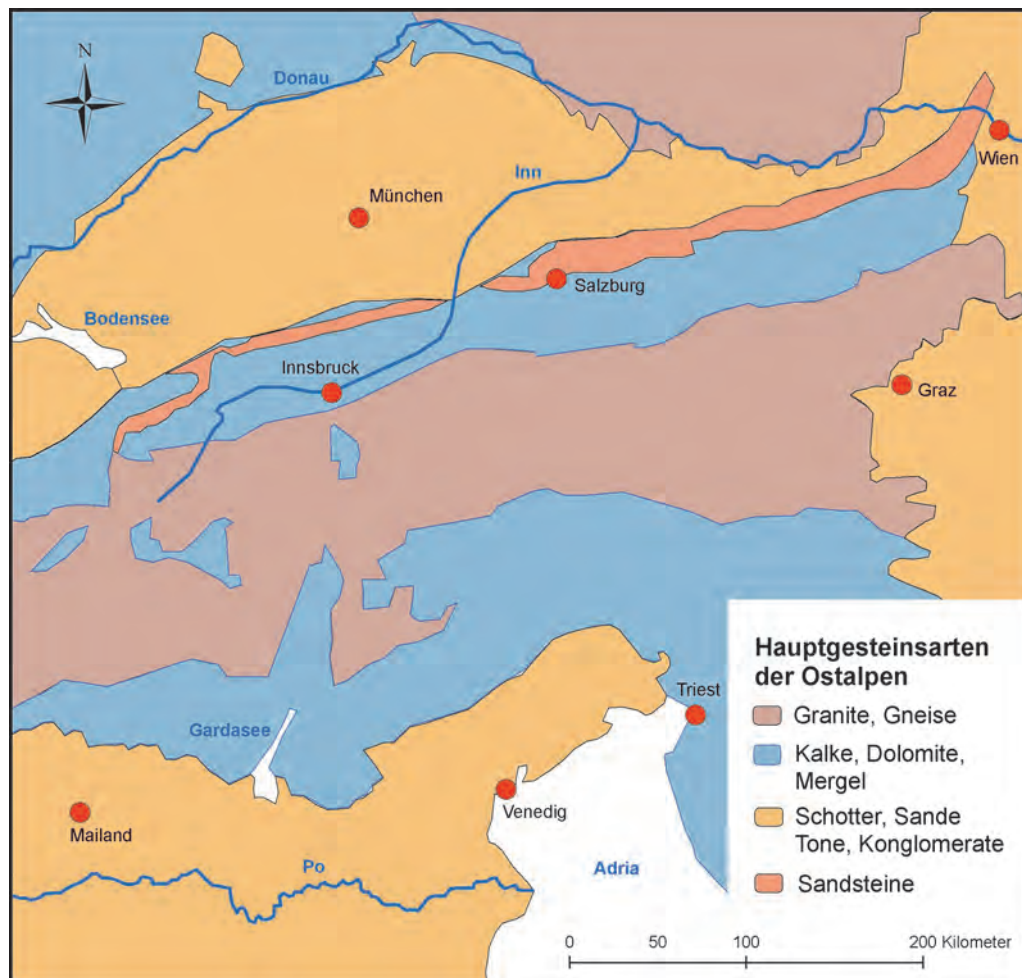 N
Donau
Inn
Wien
München
Salzburg
Bodensee
Innsbruck
Graz
Hauptgesteinsarten
der Ostalpen
Granite, Gneise
Kalke, Dolomite,
Mergel
Schotter, Sande
Tone, Konglomerate
Sandsteine
Triest
Gardasee
Venedig
Mailand
Po
Adria
0 50 100 200 Kilometer